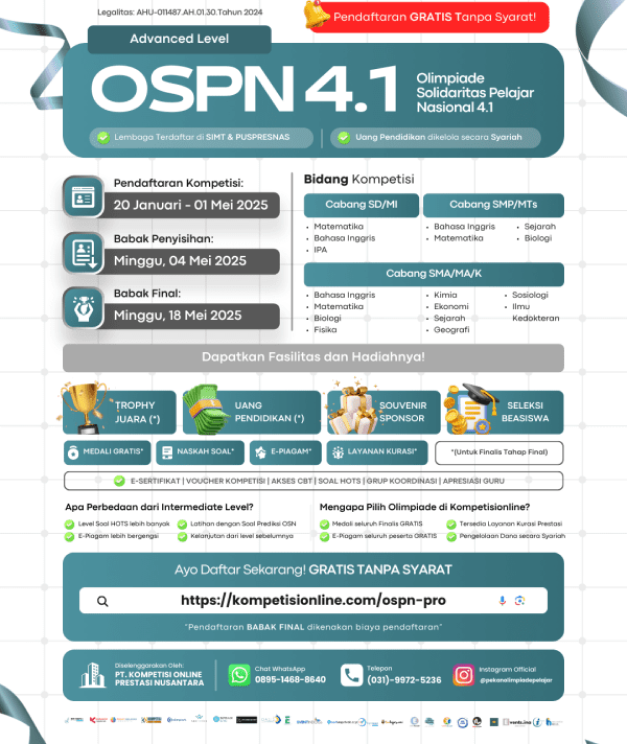 Legalitas: AHU-011487.AH.01.30.Tahun 2024
Pendaftaran GRATIS Tanpa Syarat!
Advanced Level
OSPN 4.1
Olimpiade
Solidaritas Pelajar
Nasional 4.1
Lembaga Terdaftar di SIMT & PUSPRESNAS
Uang Pendidikan dikelola secara Syariah
Pendaftaran Kompetisi:
20 Januari - 01 Mei 2025
Babak Penyisihan:
Minggu, 04 Mei 2025
Babak Final:
Minggu, 18 Mei 2025
Bidang Kompetisi
Cabang SD/MI
• Matematika
• Bahasa Inggris
• IPA
Cabang SMP/MTs
• Bahasa Inggris
• Matematika
• Sejarah
• Biologi
Cabang SMA/MA/K
• Bahasa Inggris
• Matematika
• Biologi
• Fisika
• Kimia
• Ekonomi
• Sejarah
• Geografi
• Sosiologi
• Ilmu
Kedokteran
Dapatkan Fasilitas dan Hadiahnya!
TROPHY
JUARA (*)
UANG
PENDIDIKAN (*)
SOUVENIR
SPONSOR
SELEKSI
BEASISWA
MEDALI GRATIS*
NASKAH SOAL*
E-PIAGAM*
LAYANAN KURASI*
*(Untuk Finalis Tahap Final)
E-SERTIFIKAT | VOUCHER KOMPETISI | AKSES CBT | SOAL HOTS | GRUP KOORDINASI | APRESIASI GURU
Apa Perbedaan dari Intermediate Level?
Level Soal HOTS lebih banyak
Latihan dengan Soal Prediksi OSN
E-Piagam lebih bergengsi
Kelanjutan dari level sebelumnya
Mengapa Pilih Olimpiade di Kompetisionline?
Medali seluruh Finalis GRATIS
Tersedia Layanan Kurasi Prestasi
E-Piagam seluruh peserta GRATIS
Pengelolaan Dana secara Syariah
Ayo Daftar Sekarang! GRATIS TANPA SYARAT
https://kompetisionline.com/ospn-pro
"Pendaftaran BABAK FINAL dikenakan biaya pendaftaran"
Diselenggarakan Oleh:
PT. KOMPETISI ONLINE
PRESTASI NUSANTARA
Chat WhatsApp
0895-1468-8640
Telepon
(031)-9972-5236
Instagram Official
@pekanolimpiadepelajar